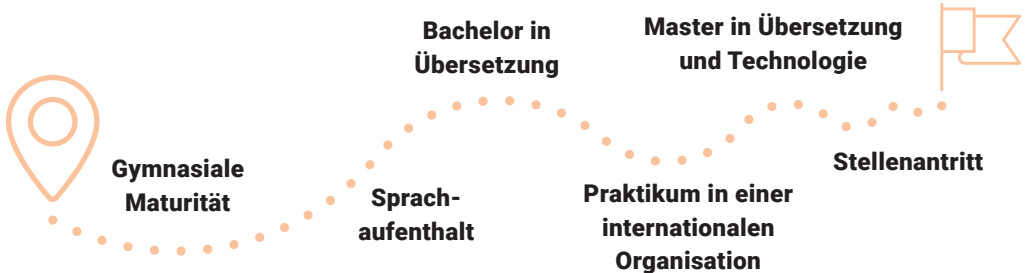 Gymnasiale
Maturität
Sprach-
aufenthalt
Bachelor in
Übersetzung
Praktikum in einer
internationalen
Organisation
Master in Übersetzung
und Technologie
Stellenantritt